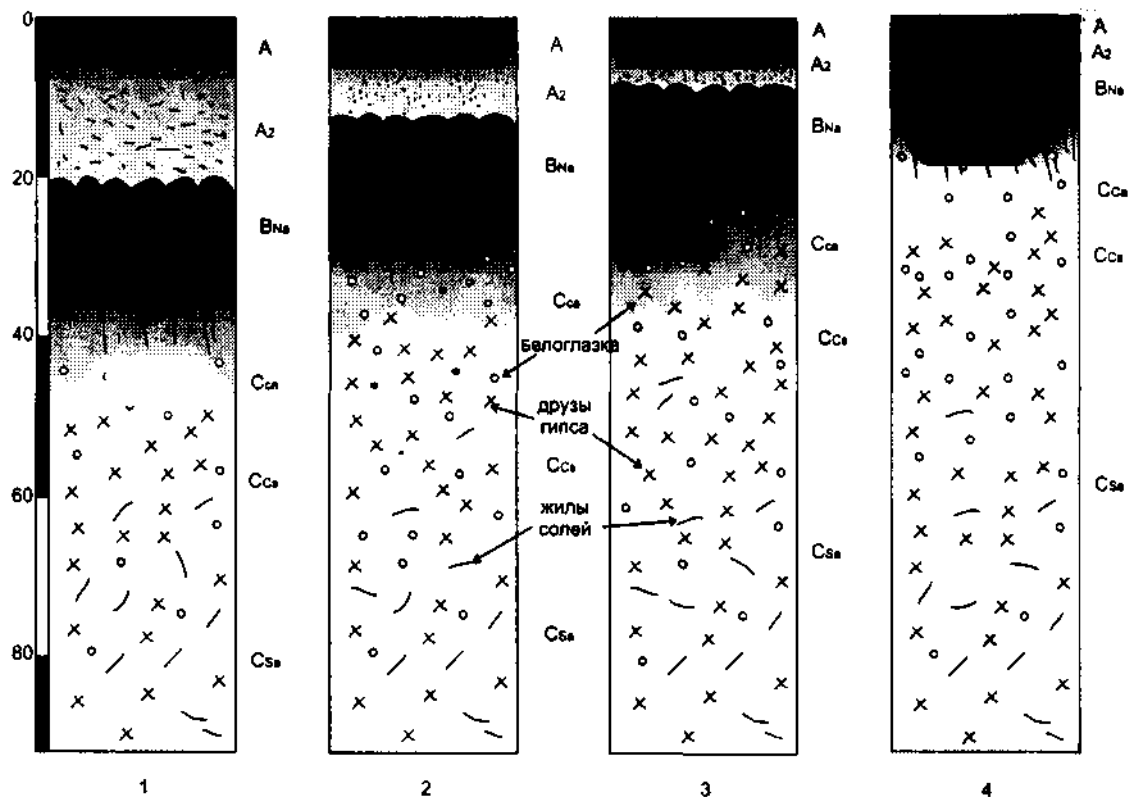 0
20
40
60
80
A
A2
BNa
CCa
CCs
CSa
1
A
A2
BNa
CCa
CCs
CSa
2
белоглазка
друзы
гипса
жилы
солей
A
A2
BNa
CCa
CCs
CSa
3
A
A2
BNa
CCa
CCs
CSa
4